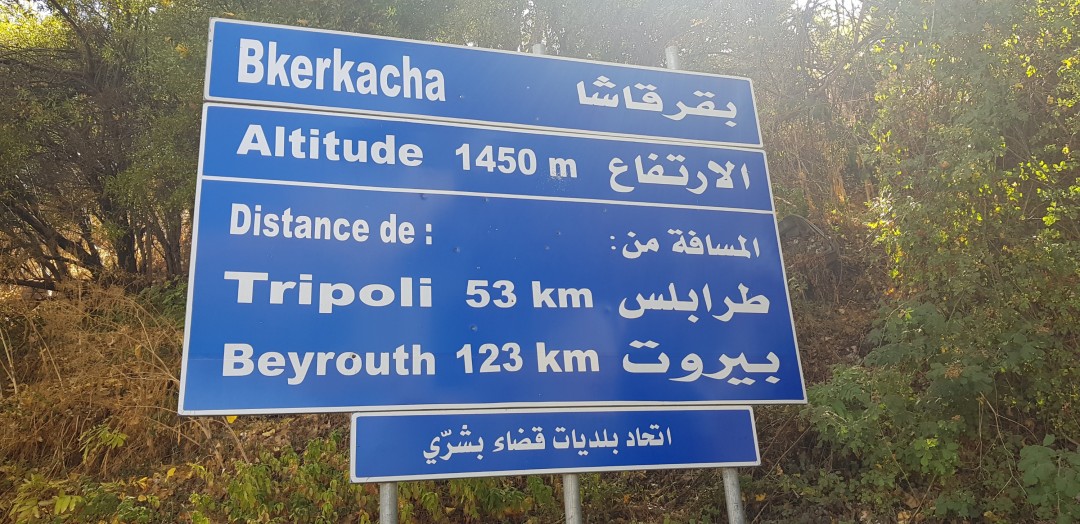 Bkerkacha بقرقاشا
Altitude 1450 m الارتفاع
Distance de : المسافة من:
Tripoli 53 km طرابلس
Beyrouth 123 km بيروت
اتحاد بلديات قضاء بشرّي